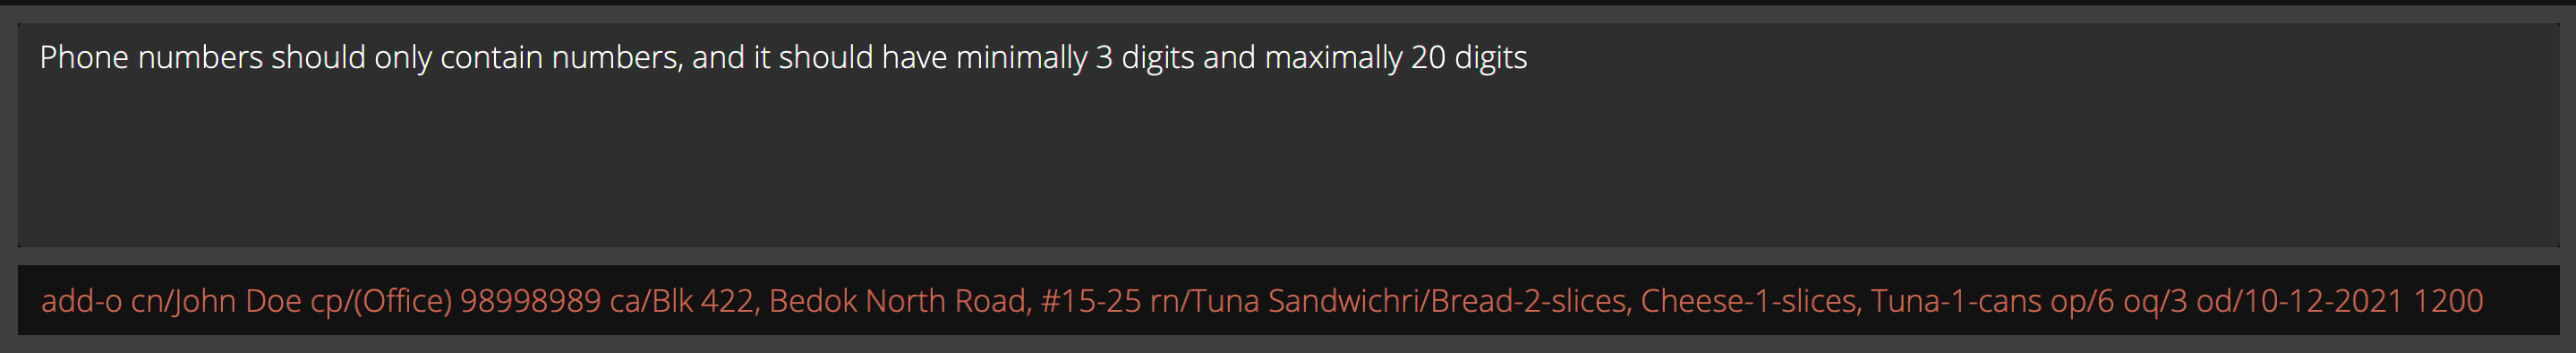 Phone numbers should only contain numbers, and it should have minimally 3 digits and maximally 20 digits
add-o cn/John Doe cp/(Office) 98998989 ca/Blk 422, Bedok North Road, #15-25 rn/Tuna Sandwichri/Bread-2-slices, Cheese-1-slices, Tuna-1-cans op/6 oq/3 od/10-12-2021 1200